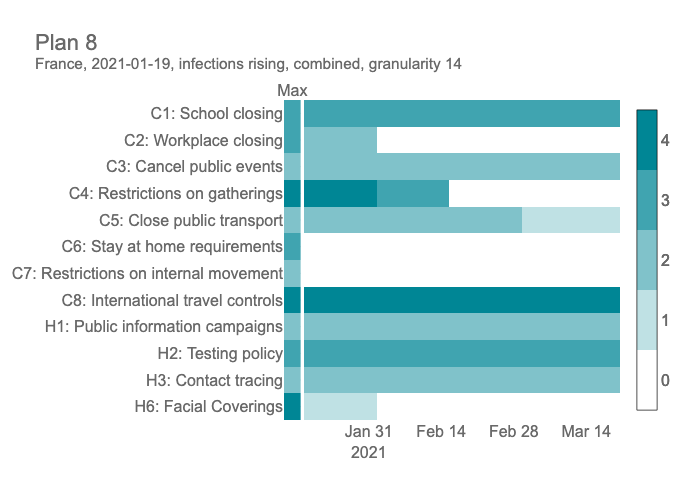 Plan 8
France, 2021-01-19, infections rising, combined, granularity 14
Max
C1: School closing
C2: Workplace closing
C3: Cancel public events
C4: Restrictions on gatherings
C5: Close public transport
C6: Stay at home requirements
C7: Restrictions on internal movement
C8: International travel controls
H1: Public information campaigns
H2: Testing policy
H3: Contact tracing
H6: Facial Coverings
Jan 31 Feb 14 Feb 28 Mar 14
2021
4
3
2
1
0